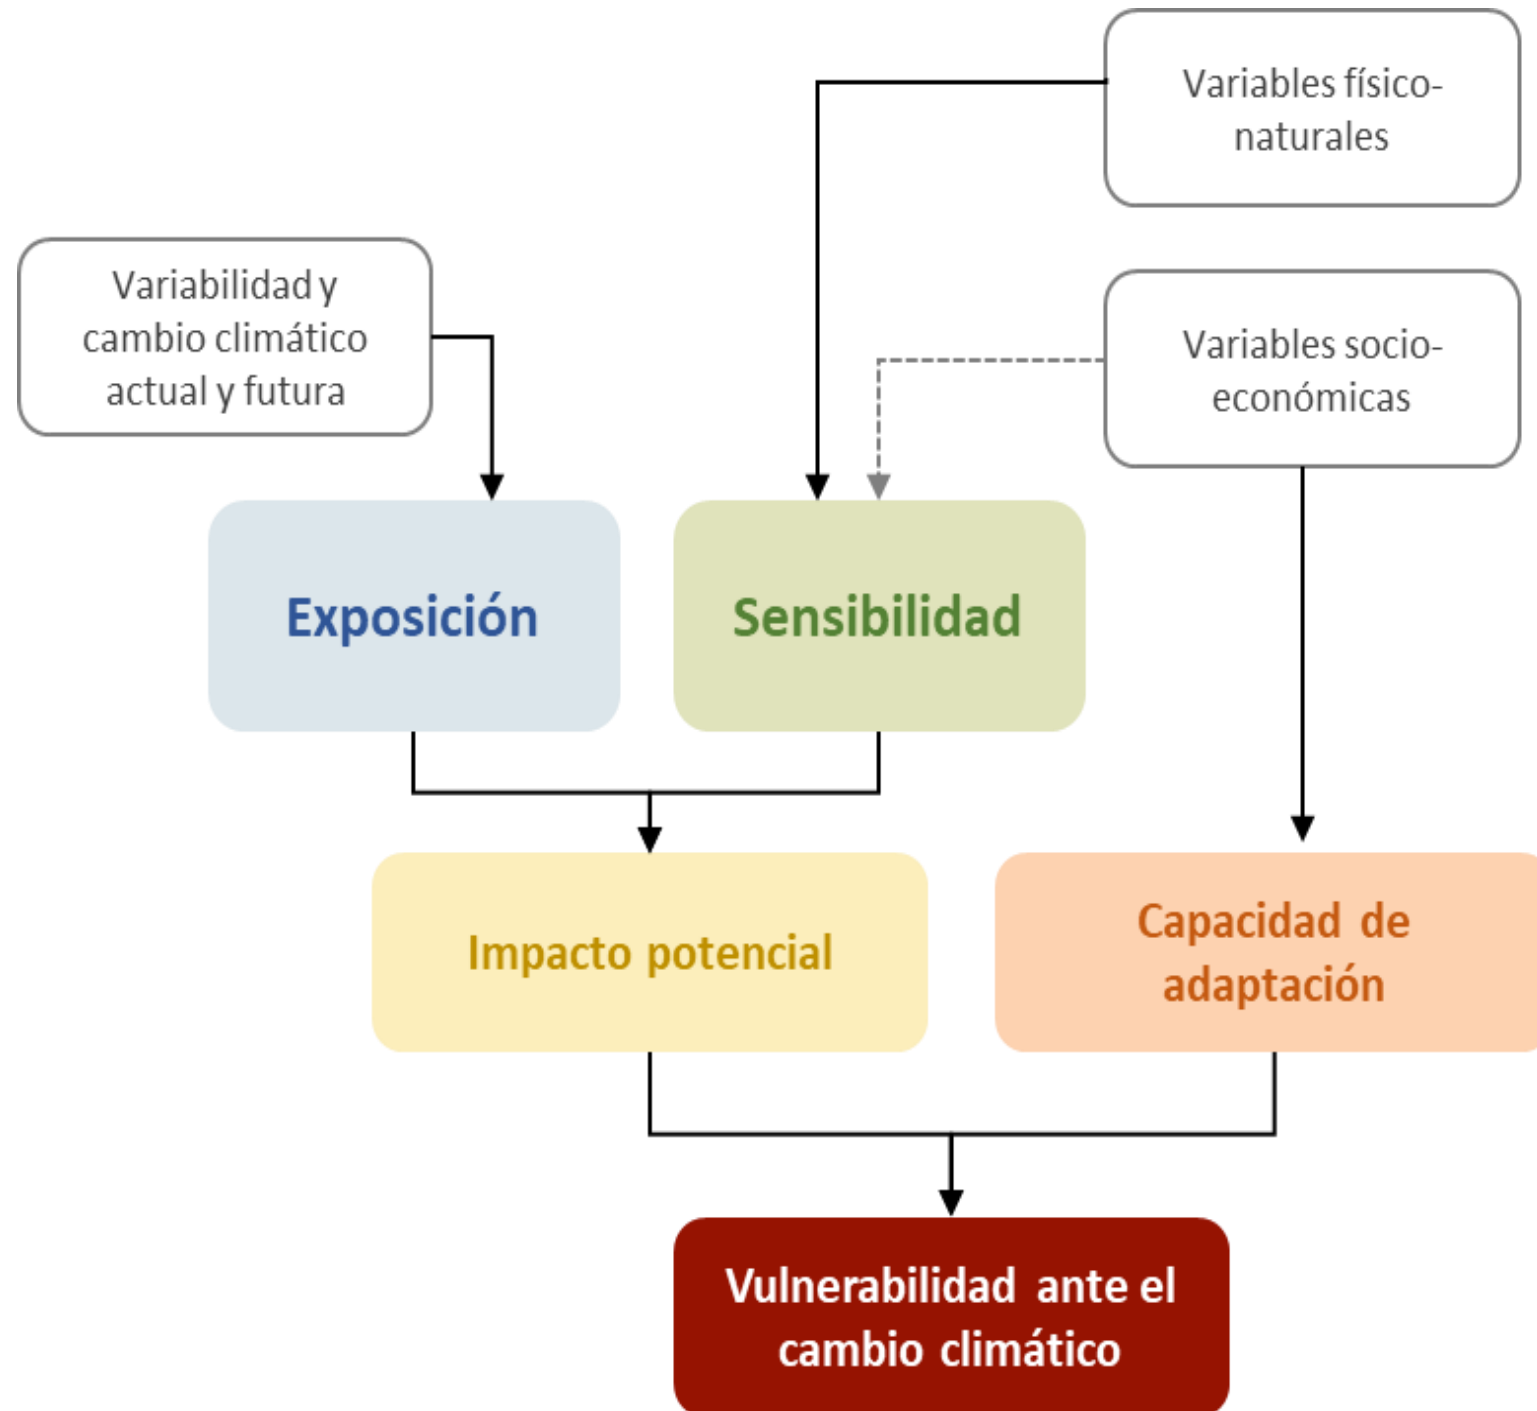 Variables físico-
naturales
Variabilidad y
cambio climático
actual y futura
Variables socio-
económicas
Exposición
Sensibilidad
Impacto potencial
Capacidad de
adaptación
Vulnerabilidad ante el
cambio climático